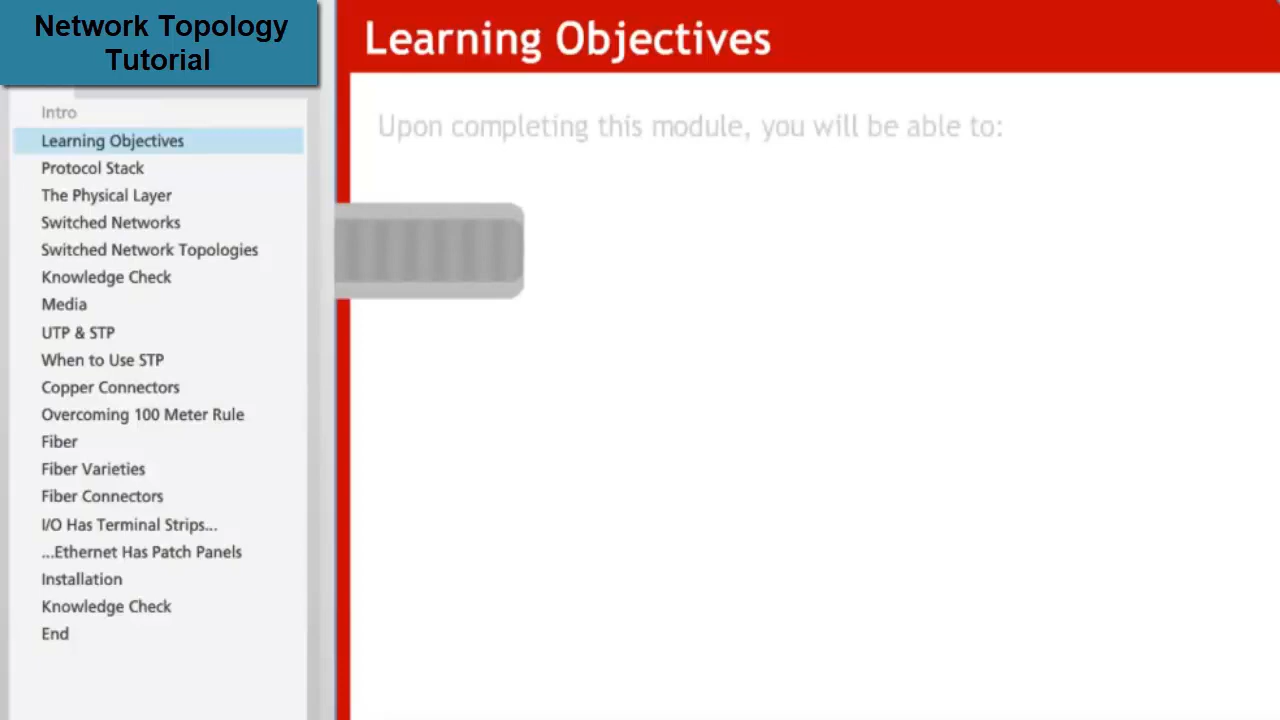 Network Topology
Tutorial
Intro
Learning Objectives
Protocol Stack
The Physical Layer
Switched Networks
Switched Network Topologies
Knowledge Check
Media
UTP & STP
When to Use STP
Copper Connectors
Overcoming 100 Meter Rule
Fiber
Fiber Varieties
Fiber Connectors
I/O Has Terminal Strips...
...Ethernet Has Patch Panels
Installation
Knowledge Check
End
Learning Objectives
Upon completing this module, you will be able to: